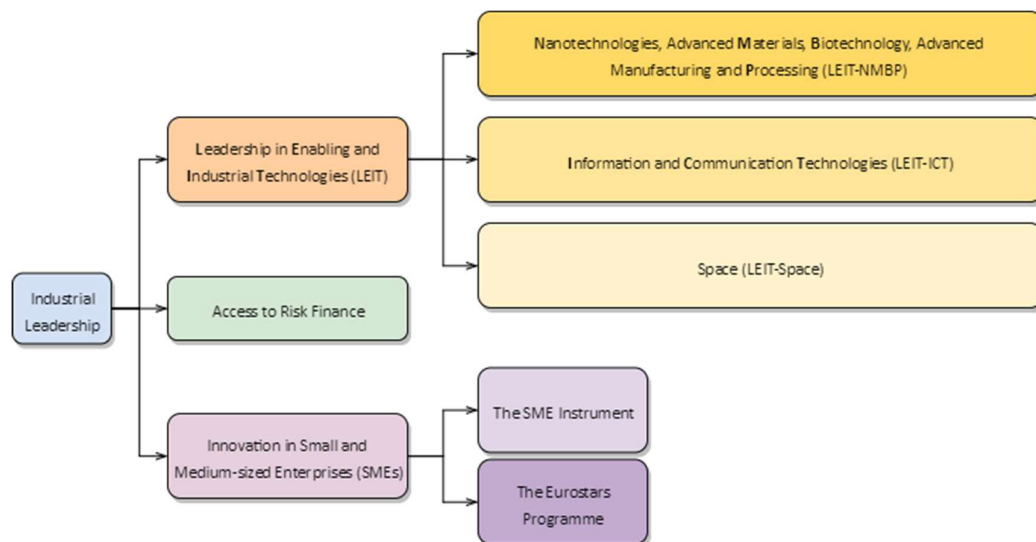 Nanotechnologies, Advanced Materials, Biotechnology, Advanced
Manufacturing and Processing (LEIT-NMBP)
Leadership in Enabling and
Industrial Technologies (LEIT)
Information and Communication Technologies (LEIT-ICT)
Space (LEIT-Space)
Industrial
Leadership
Access to Risk Finance
Innovation in Small and
Medium-sized Enterprises (SMEs)
The SME Instrument
The Eurostars
Programme